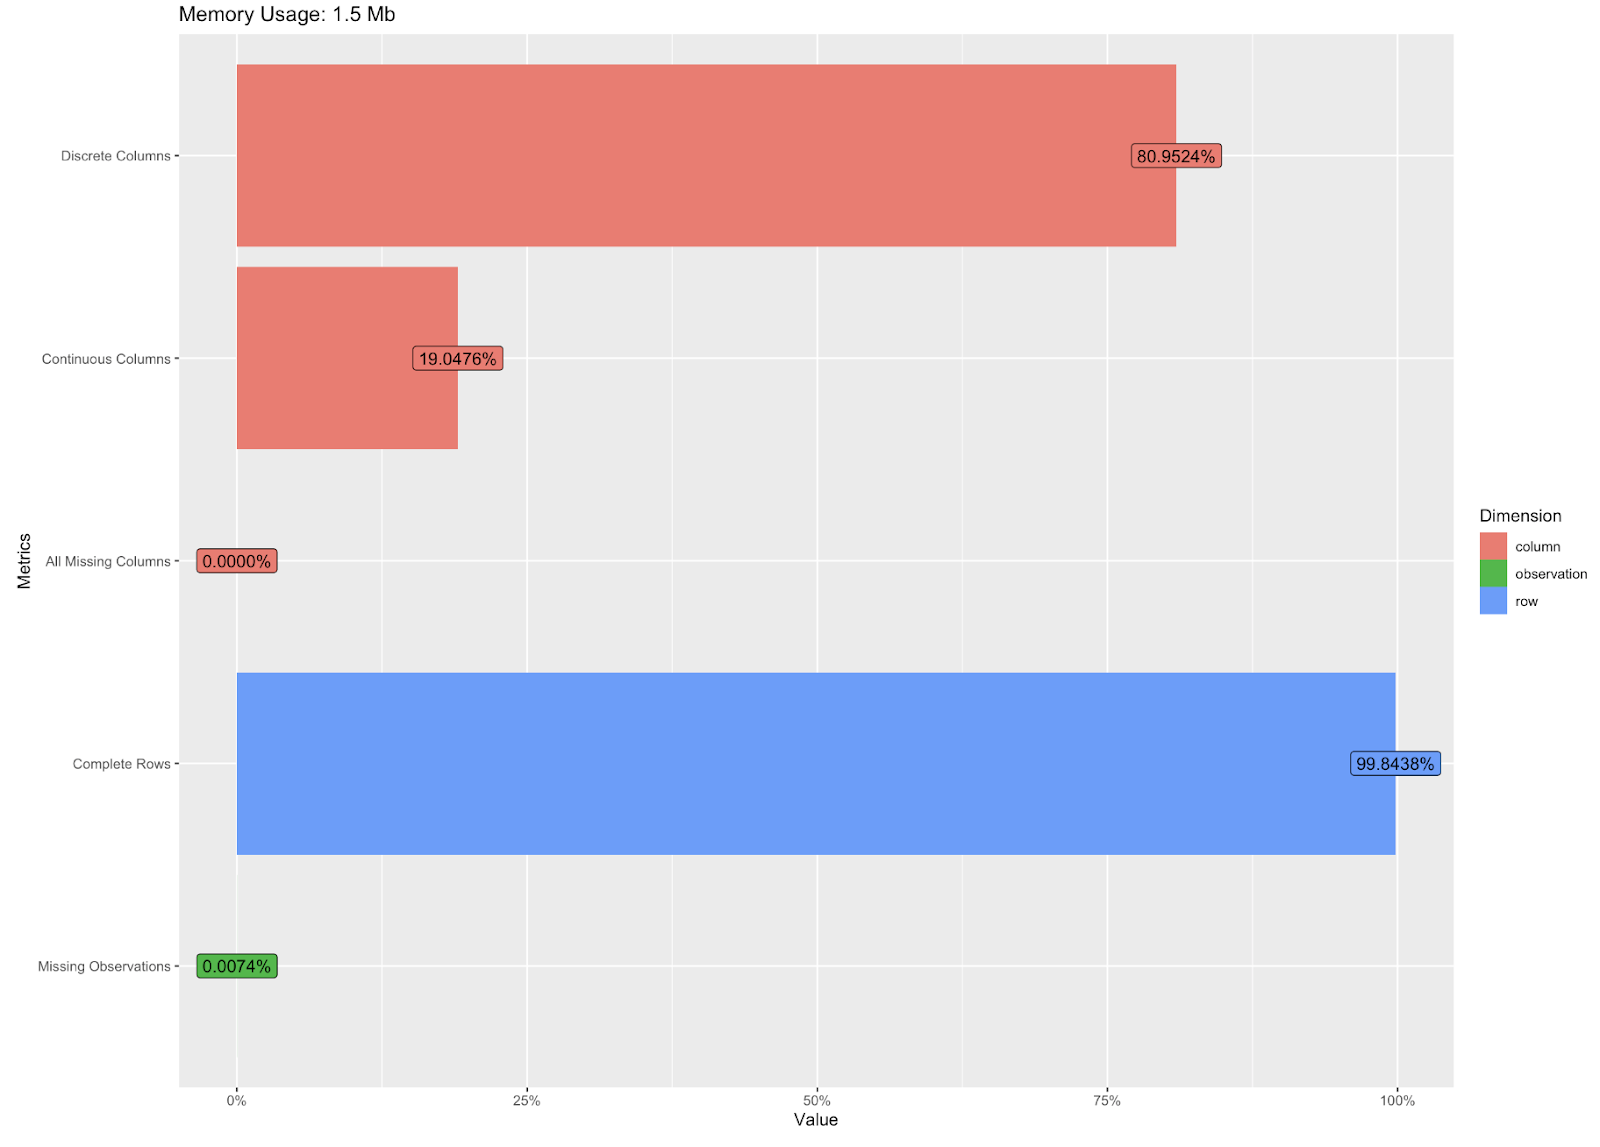 Memory Usage: 1.5 Mb
Discrete Columns
80.9524%
Continuous Columns
19.0476%
All Missing Columns
0.0000%
Complete Rows
99.8438%
Missing Observations
0.0074%
Metrics
0%
25%
50%
75%
100%
Value
Dimension
column
observation
row